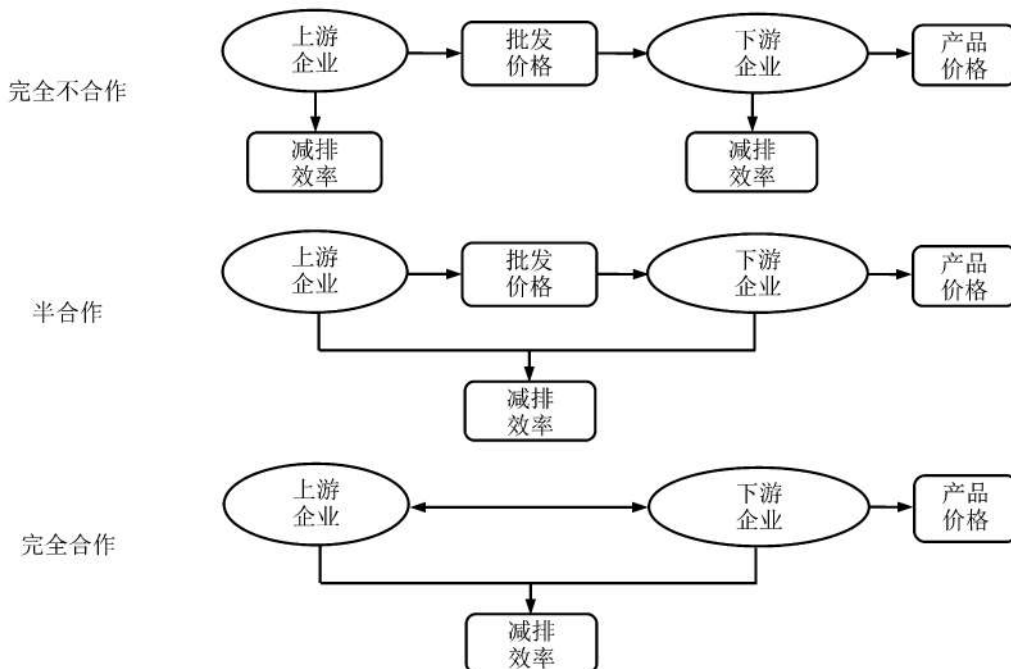 上游
企业
批发
价格
下游
企业
产品
价格
完全不合作
减排
效率
减排
效率
上游
企业
批发
价格
下游
企业
产品
价格
半合作
减排
效率
上游
企业
下游
企业
产品
价格
完全合作
减排
效率